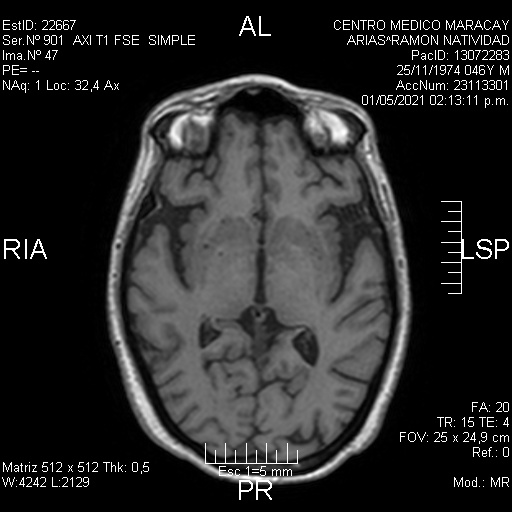 EstID: 22667
Ser.Nº 901 AXI T1 FSE SIMPLE
Ima.Nº 47
PE= --
NAq: 1 Loc: 32,4 Ax
AL
CENTRO MEDICO MARACAY
ARIAS^RAMON NATIVIDAD
PacID: 13072283
25/11/1974 046Y M
AccNum: 23113301
01/05/2021 02:13:11 p.m.
RIA
LSP
FA: 20
TR: 15 TE: 4
FOV: 25 x 24,9 cm
Ref.: 0
Mod.: MR
Matriz 512 x 512 Thk: 0,5
W:4242 L:2129
Esc.1=5 mm
PR